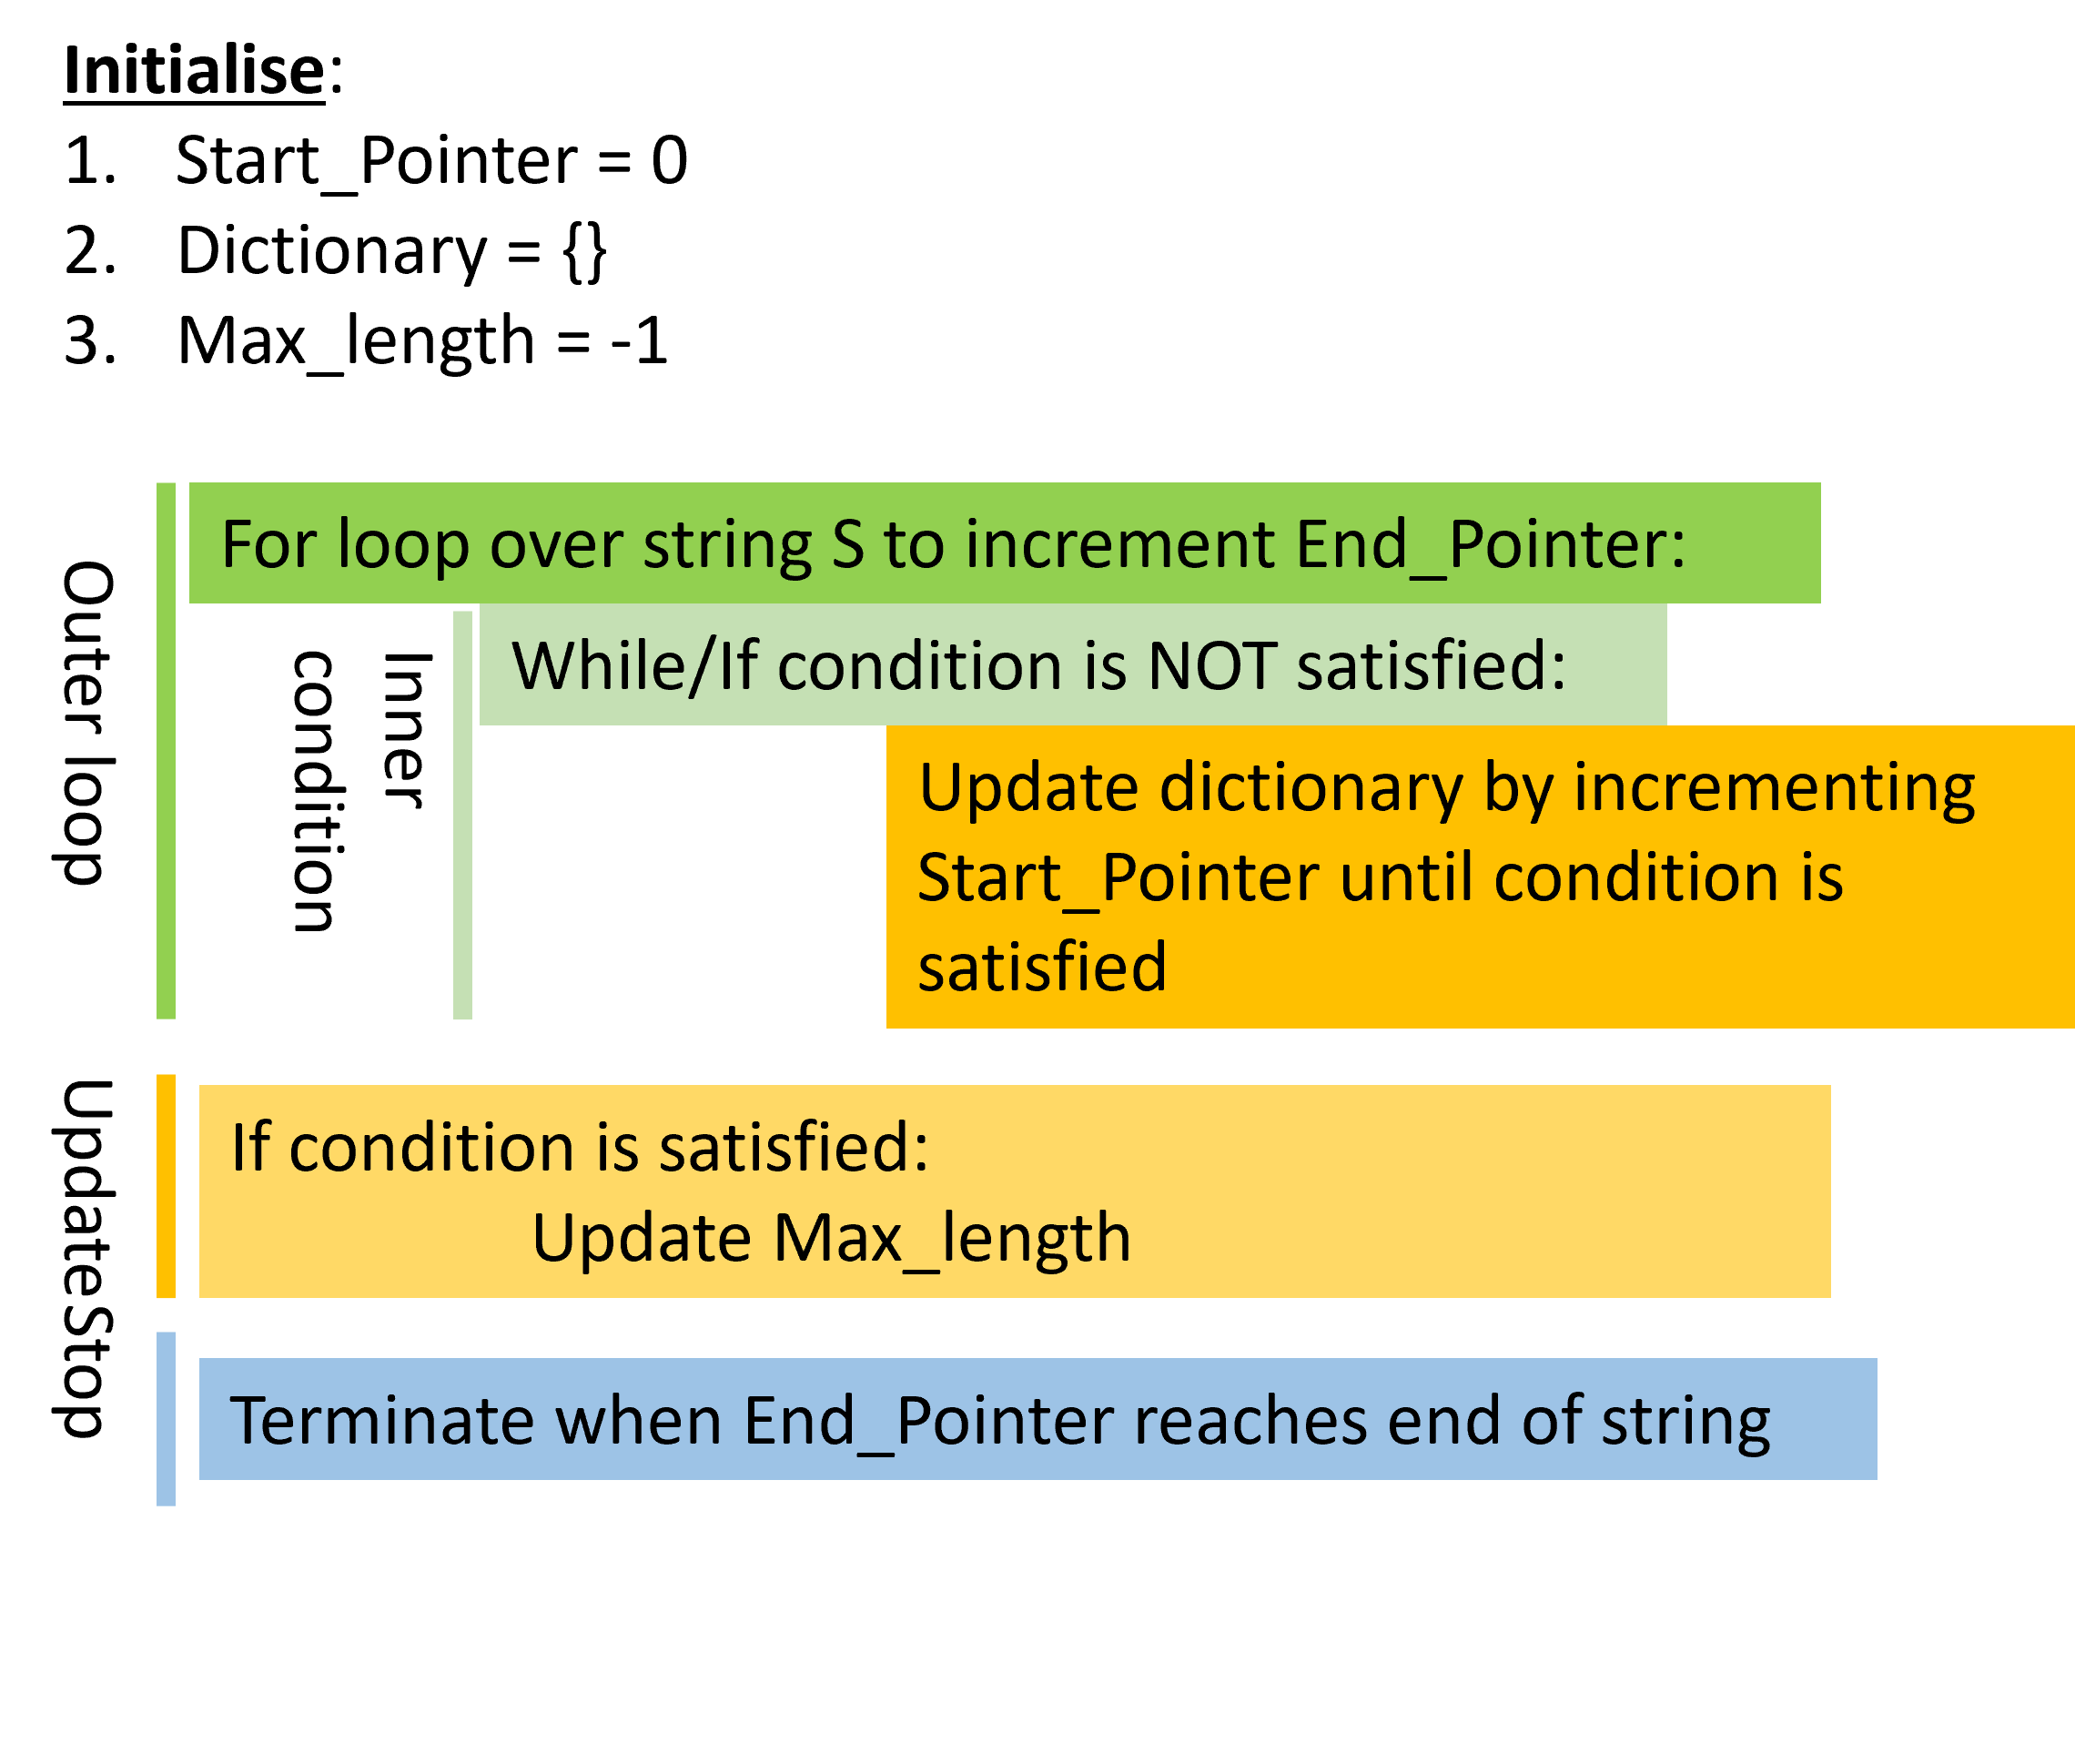 Initialise:
1. Start_Pointer = 0
2. Dictionary = {}
3. Max_length = -1
Outer loop
For loop over string S to increment End_Pointer:
Inner
condition
While/If condition is NOT satisfied:
Update dictionary by incrementing
Start_Pointer until condition is
satisfied
Update
If condition is satisfied:
Update Max_length
Stop
Terminate when End_Pointer reaches end of string